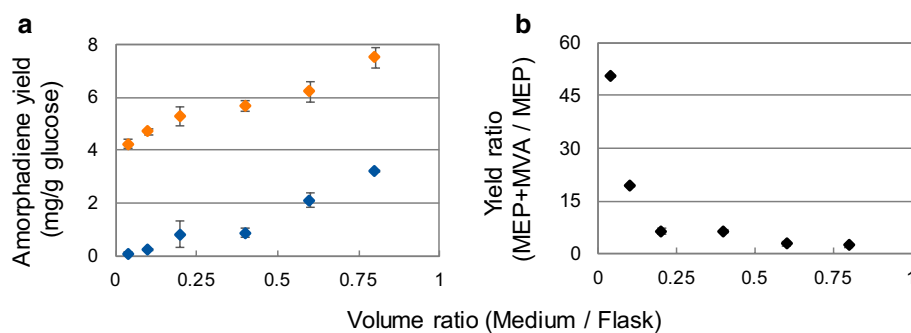 a
Amorphadiene yield
(mg/g glucose)
8
6
4
2
0
0 0.25 0.5 0.75 1
b
Yield ratio
(MEP+MVA / MEP)
60
45
30
15
0
0 0.25 0.5 0.75 1
Volume ratio (Medium / Flask)